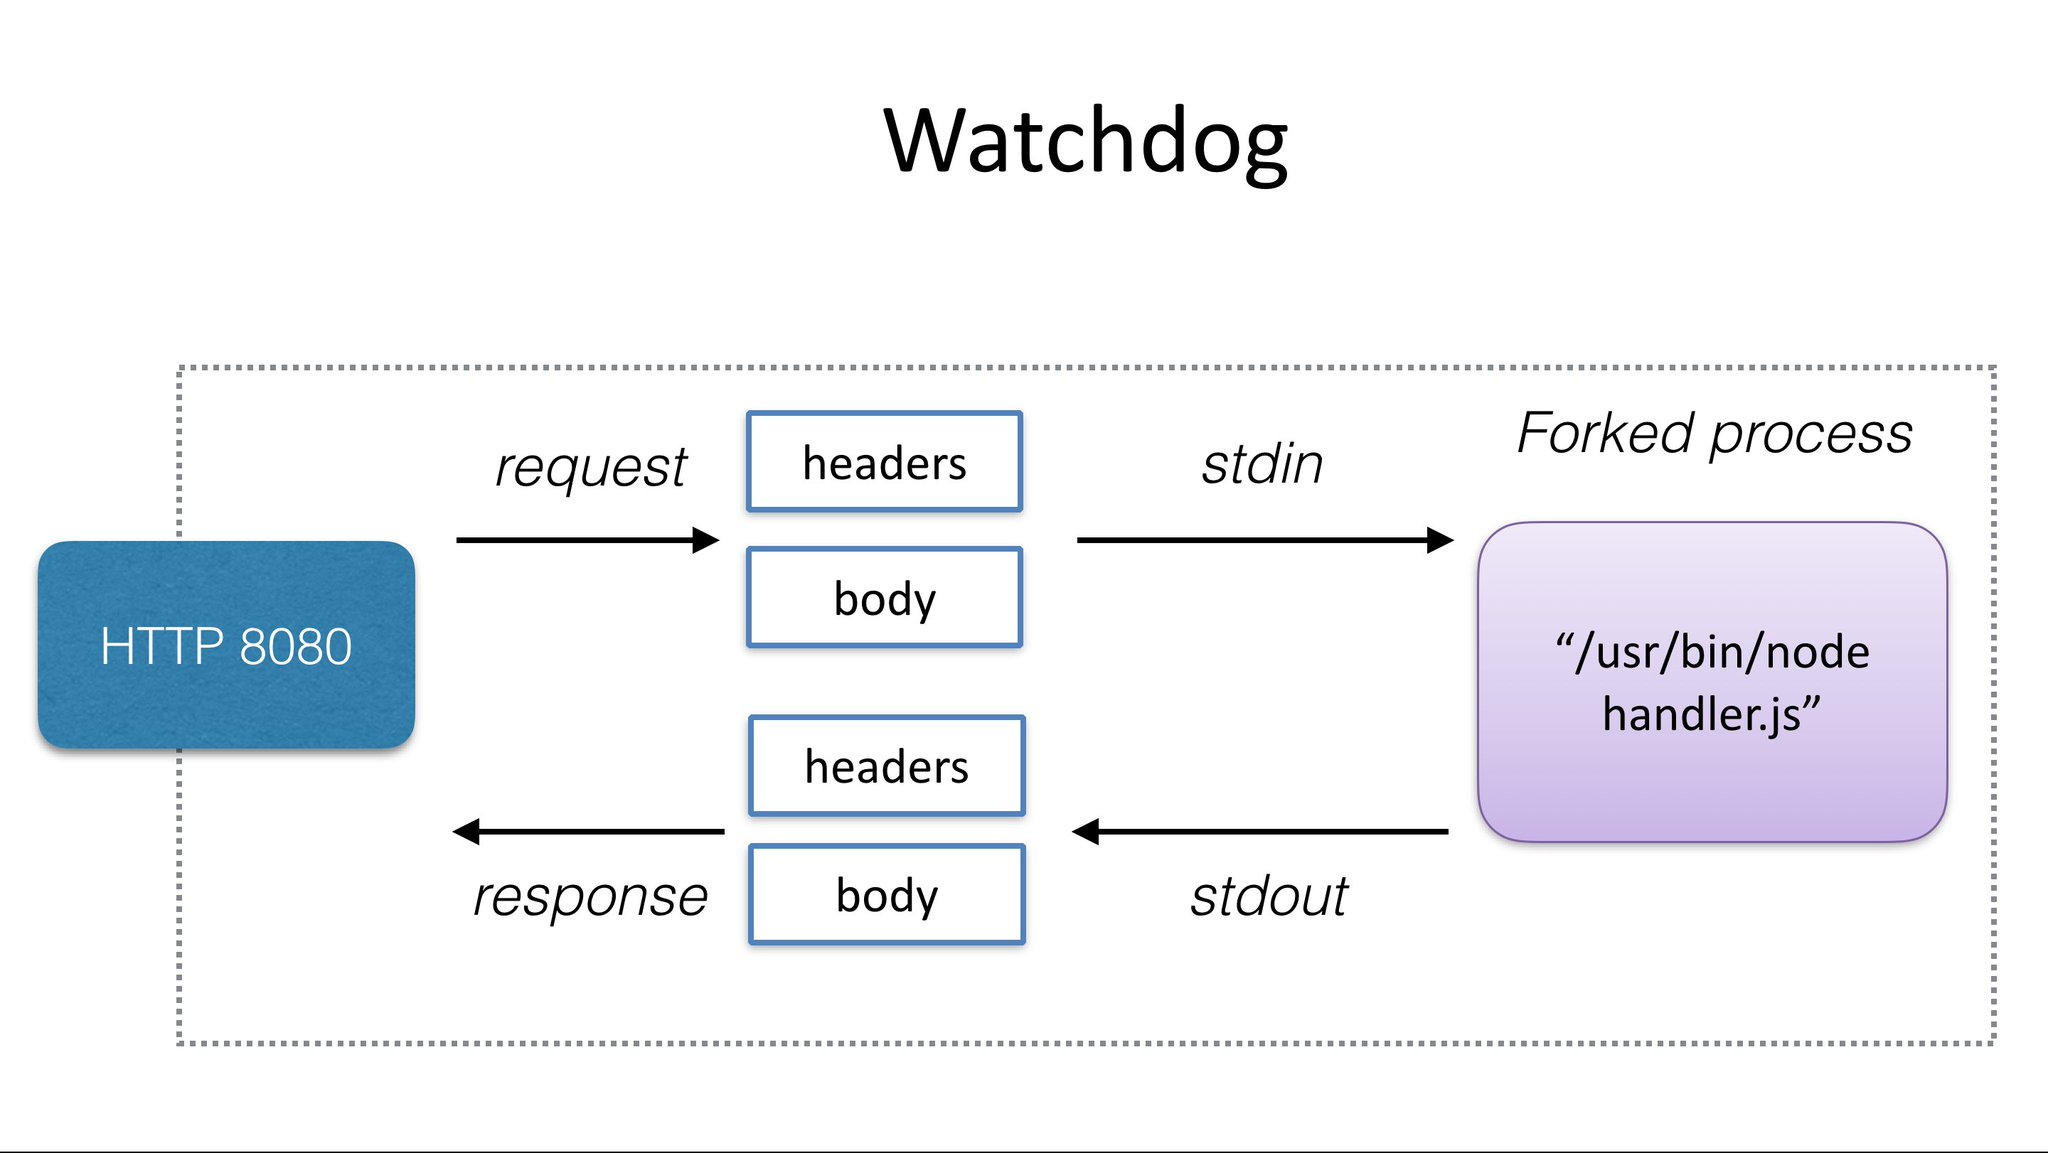 Watchdog
Forked process
request
headers
stdin
body
HTTP 8080
“/usr/bin/node
handler.js”
headers
response
body
stdout